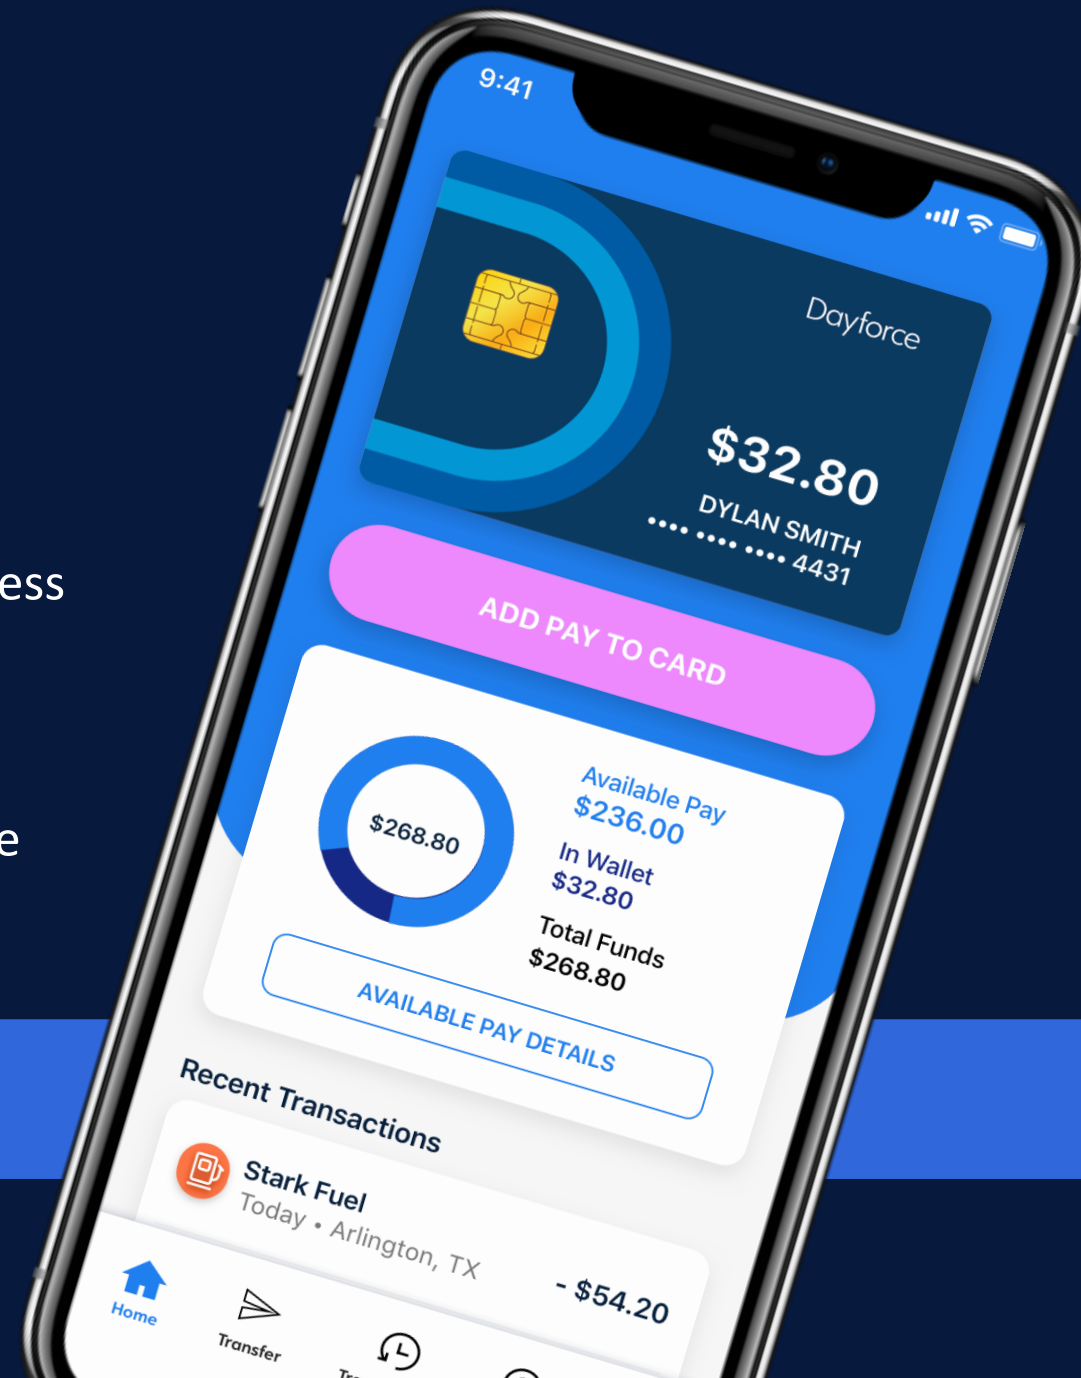 9:41
Dayforce
$32.80
DYLAN SMITH
•••• •••• •••• 4431
ess
ADD PAY TO CARD
Available Pay
$236.00
$268.80
In Wallet
$32.80
e
Total Funds
$268.80
AVAILABLE PAY DETAILS
Recent Transactions
Stark Fuel
Today • Arlington, TX
- $54.20
Home
Transfer